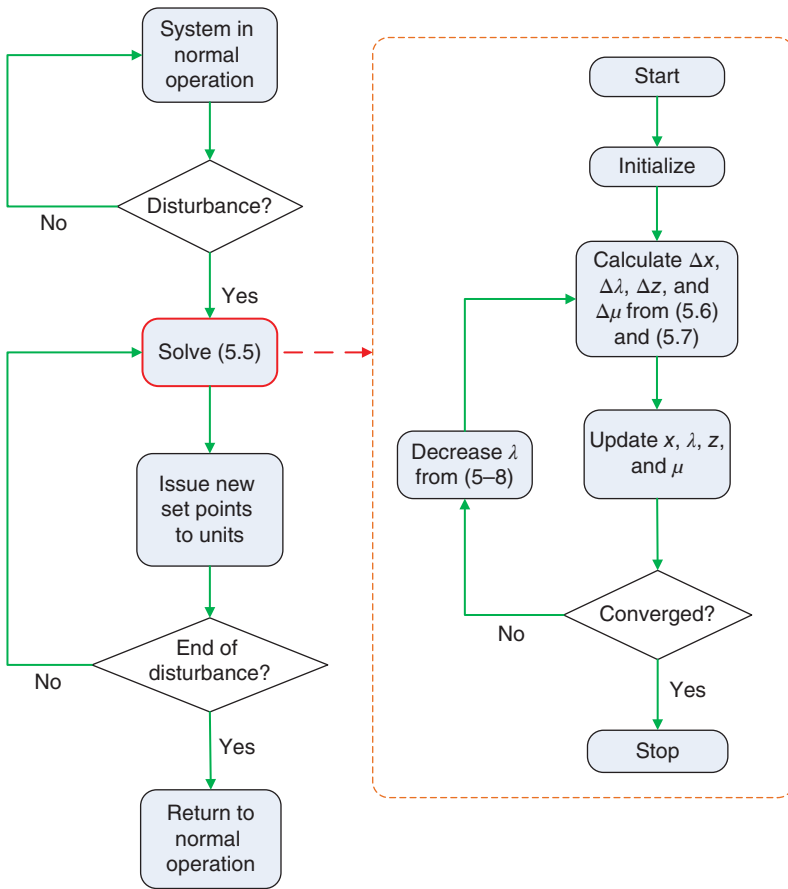 System in
normal
operation
Disturbance?
No
Yes
Solve (5.5)
Issue new
set points
to units
End of
disturbance?
No
Yes
Return to
normal
operation
Start
Initialize
Calculate Δx,
Δλ, Δz, and
Δμ from (5.6)
and (5.7)
Update x, λ, z,
and μ
Decrease λ
from (5–8)
Converged?
No
Yes
Stop